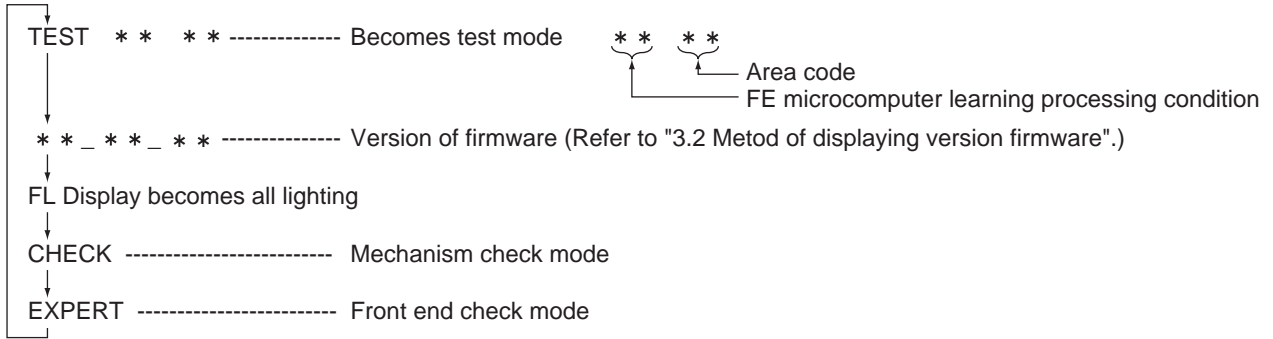 TEST ** ** -------------- Becomes test mode ** **
Area code
FE microcomputer learning processing condition
**_**_** --------------- Version of firmware (Refer to "3.2 Metod of displaying version firmware".)
FL Display becomes all lighting
CHECK -------------------------- Mechanism check mode
EXPERT ------------------------- Front end check mode